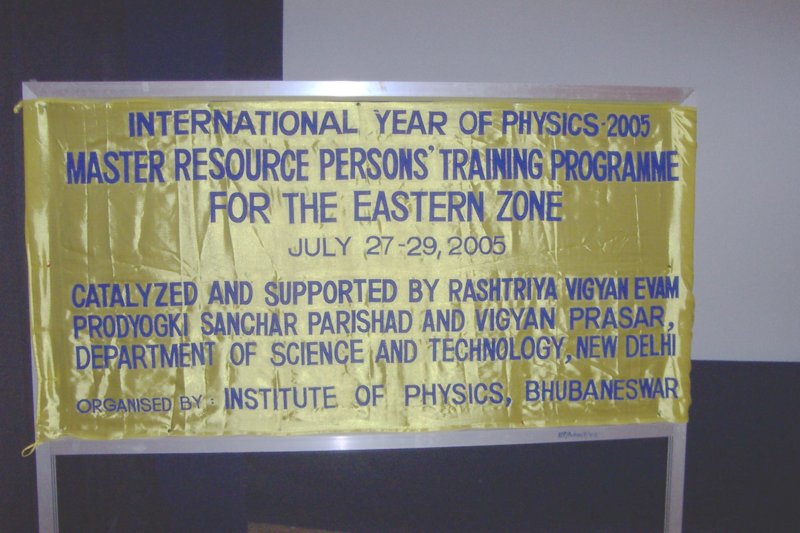 INTERNATIONAL YEAR OF PHYSICS-2005
MASTER RESOURCE PERSONS' TRAINING PROGRAMME
FOR THE EASTERN ZONE
JULY 27-29, 2005
CATALYZED AND SUPPORTED BY RASHTRIYA VIGYAN EVAM
PRODYOGKI SANCHAR PARISHAD AND VIGYAN PRASAR,
DEPARTMENT OF SCIENCE AND TECHNOLOGY, NEW DELHI
ORGANISED BY : INSTITUTE OF PHYSICS, BHUBANESWAR